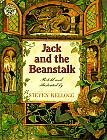 Jack and the
Beanstalk
Retold and
illustrated by
STEVEN KELLOGG